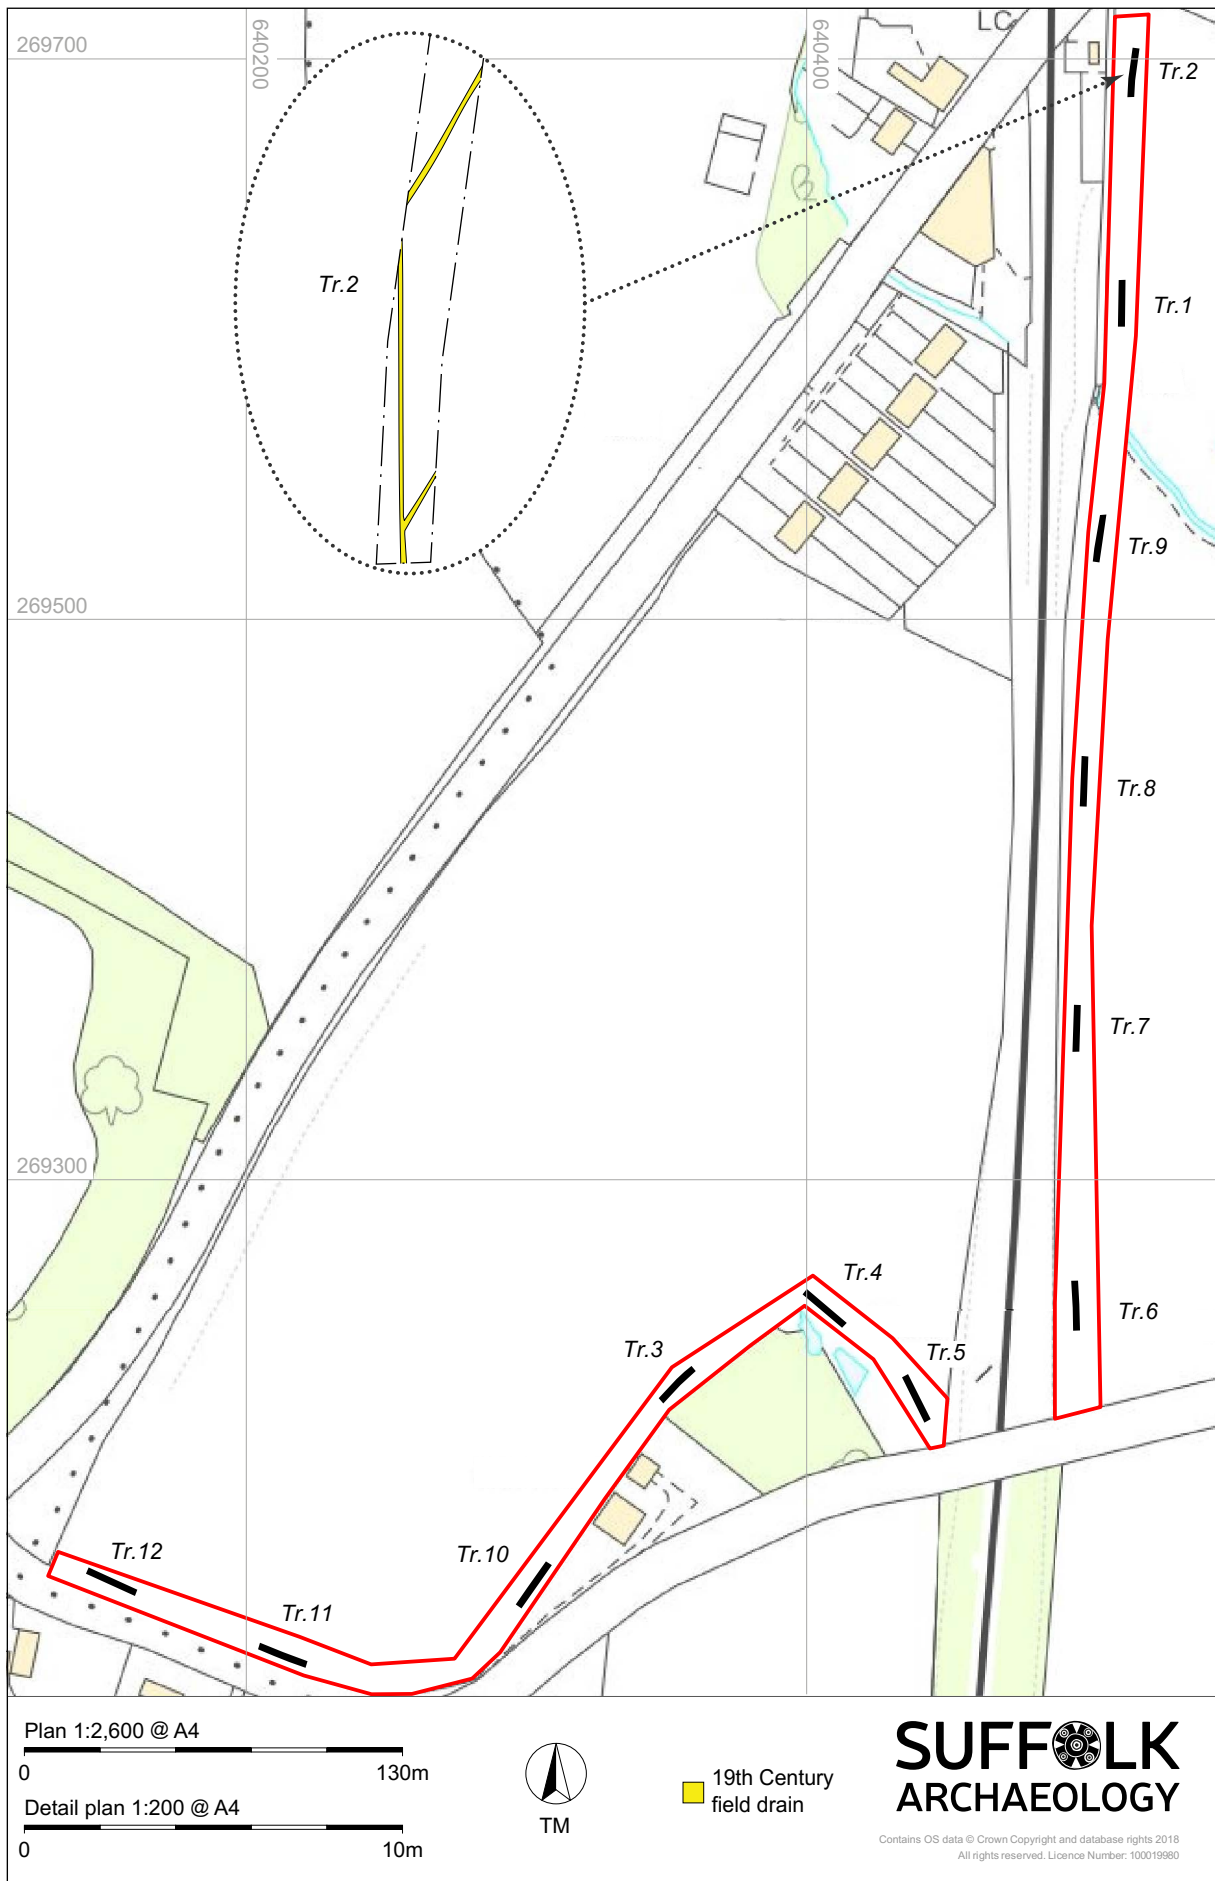 LC
269700
640200
640400
Tr.2
Tr.2
Tr.1
Tr.9
269500
Tr.8
Tr.7
269300
Tr.4
Tr.6
Tr.3
Tr.5
Tr.12
Tr.10
Tr.11
Plan 1:2,600 @ A4
0 130m
Detail plan 1:200 @ A4
0 10m
TM
19th Century
field drain
SUFFOLK
ARCHAEOLOGY
Contains OS data © Crown Copyright and database rights 2018
All rights reserved. Licence Number: 100019980